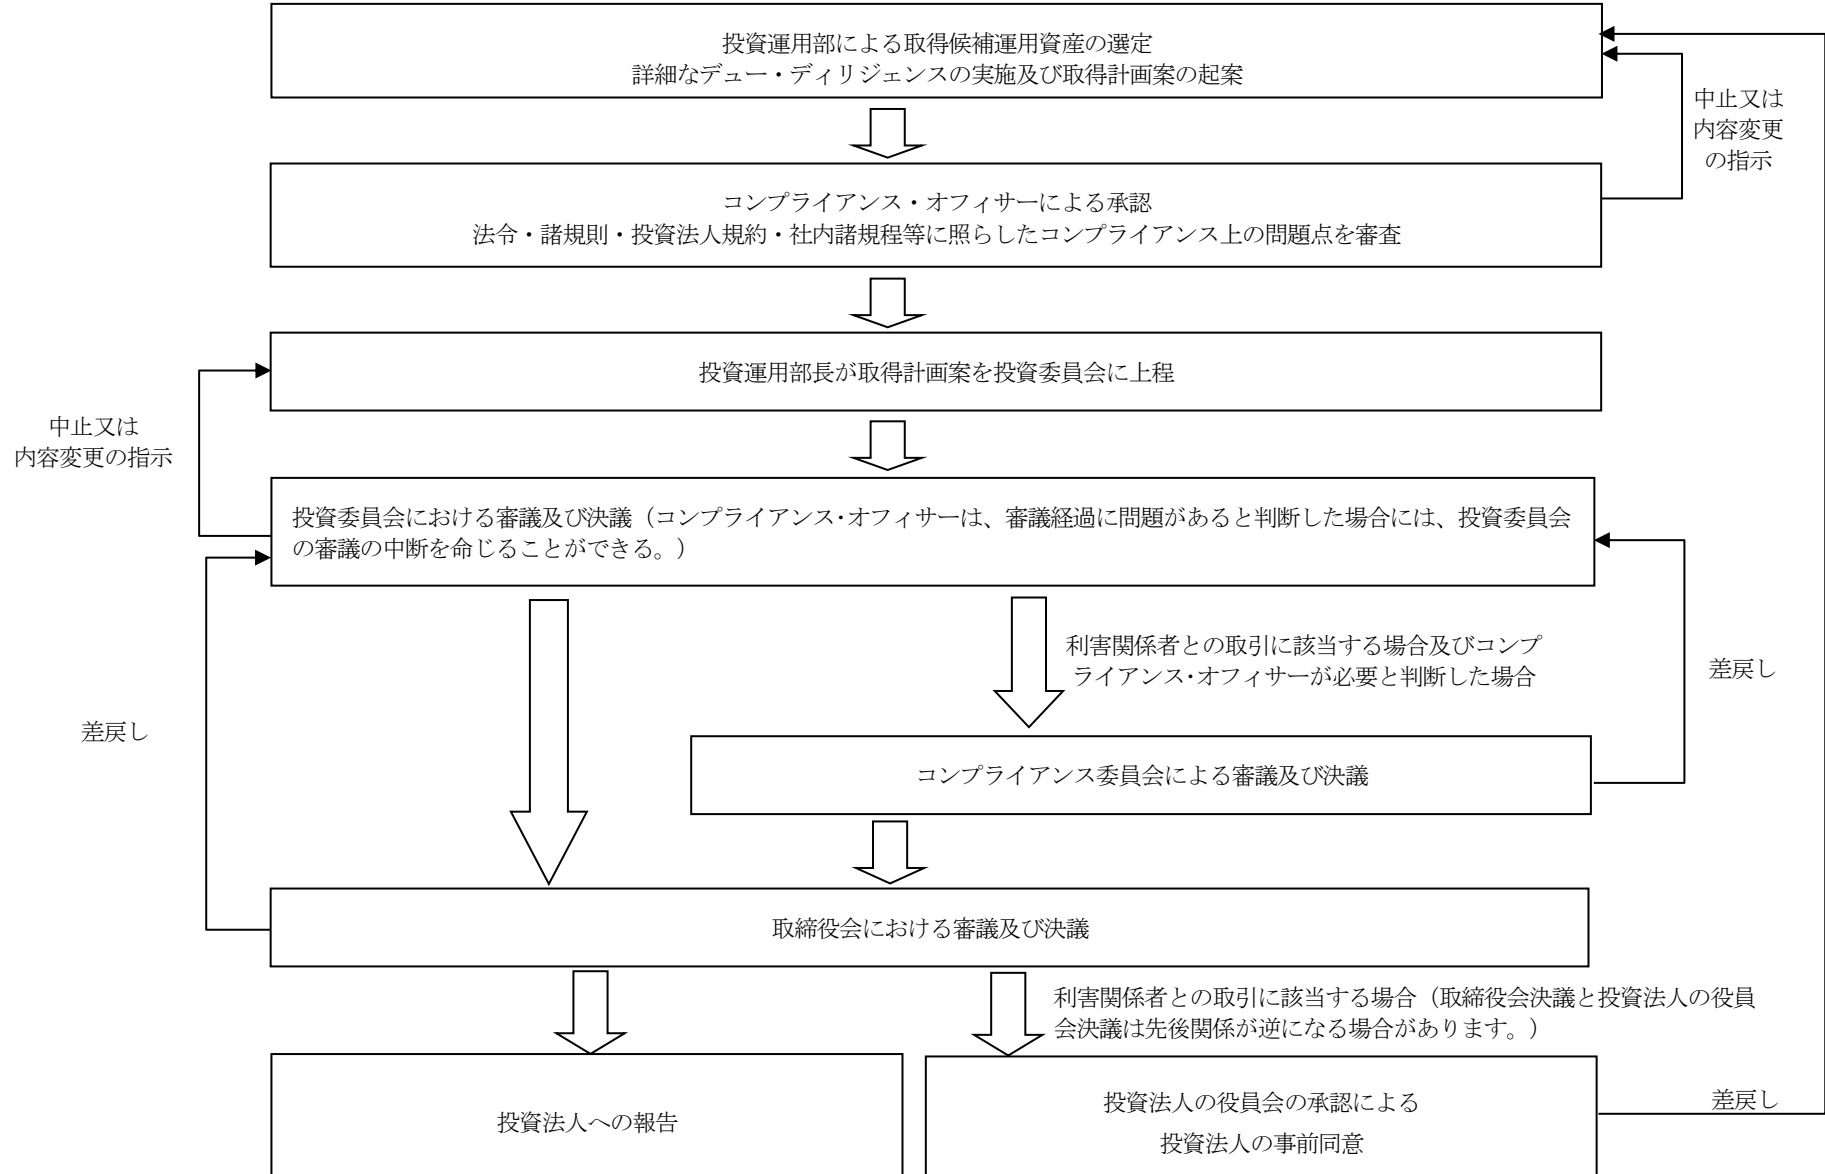 投資運用部による取得候補運用資産の選定
詳細なデュー・ディリジェンスの実施及び取得計画案の起案
中止又は
内容変更
の指示
コンプライアンス・オフィサーによる承認
法令・諸規則・投資法人規約・社内諸規程等に照らしたコンプライアンス上の問題点を審査
投資運用部長が取得計画案を投資委員会に上程
中止又は
内容変更の指示
投資委員会における審議及び決議（コンプライアンス・オフィサーは、審議経過に問題があると判断した場合には、投資委員会
の審議の中断を命じることができる。）
利害関係者との取引に該当する場合及びコンプ
ライアンス・オフィサーが必要と判断した場合
差戻し
差戻し
コンプライアンス委員会による審議及び決議
取締役会における審議及び決議
利害関係者との取引に該当する場合（取締役会決議と投資法人の役員
会決議は先後関係が逆になる場合があります。）
投資法人への報告
投資法人の役員会の承認による
投資法人の事前同意
差戻し